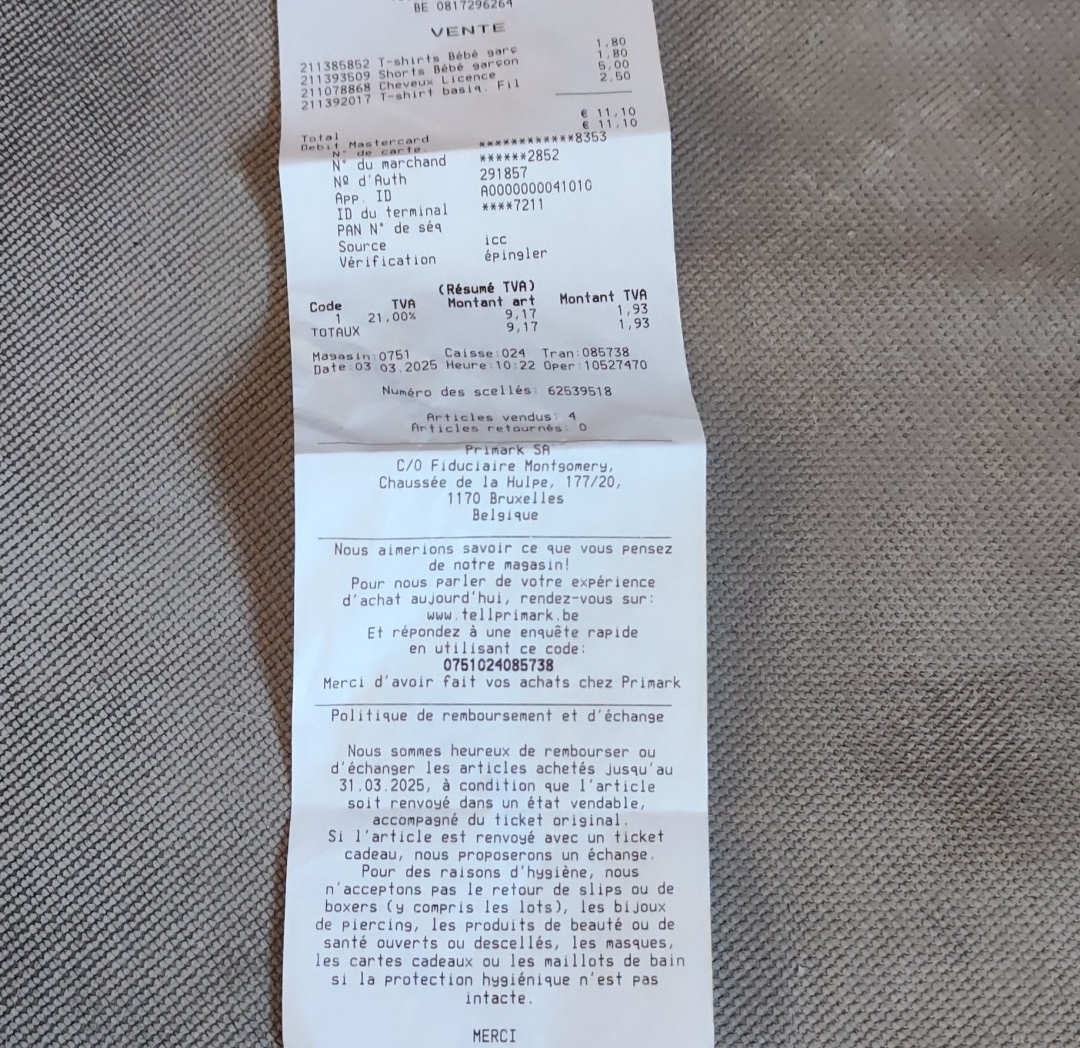 BE 0817296264
VENTE
211385852 T-shirts Bébé garç 1,80
211393509 Shorts Bébé garçon 1,80
211078868 Cheveux Licence 5,00
211392017 T-shirt basiq. Fil 2,50
Total € 11,10
Debit Mastercard € 11,10
N° de carte. ************8353
N° du marchand ******2852
Nº d'Auth 291857
App. ID A0000000041010
ID du terminal ****7211
PAN N° de séq
Source icc
Vérification épingler
(Résumé TVA)
Code TVA Montant art Montant TVA
1 21,00% 9,17 1,93
TOTAUX 9,17 1,93
Magasin:0751 Caisse:024 Tran:085738
Date:03.03.2025 Heure:10:22 Oper:10527470
Numéro des scellés: 62539518
Articles vendus: 4
Articles retournés: 0
Primark SA
C/O Fiduciaire Montgomery,
Chaussée de la Hulpe, 177/20,
1170 Bruxelles
Belgique
Nous aimerions savoir ce que vous pensez
de notre magasin!
Pour nous parler de votre expérience
d'achat aujourd'hui, rendez-vous sur:
www.tellprimark.be
Et répondez à une enquête rapide
en utilisant ce code:
0751024085738
Merci d'avoir fait vos achats chez Primark
Politique de remboursement et d'échange
Nous sommes heureux de rembourser ou
d'échanger les articles achetés jusqu'au
31.03.2025, à condition que l'article
soit renvoyé dans un état vendable,
accompagné du ticket original.
Si l'article est renvoyé avec un ticket
cadeau, nous proposerons un échange.
Pour des raisons d'hygiène, nous
n'acceptons pas le retour de slips ou de
boxers (y compris les lots), les bijoux
de piercing, les produits de beauté ou de
santé ouverts ou descellés, les masques,
les cartes cadeaux ou les maillots de bain
si la protection hygiénique n'est pas
intacte.
MERCI